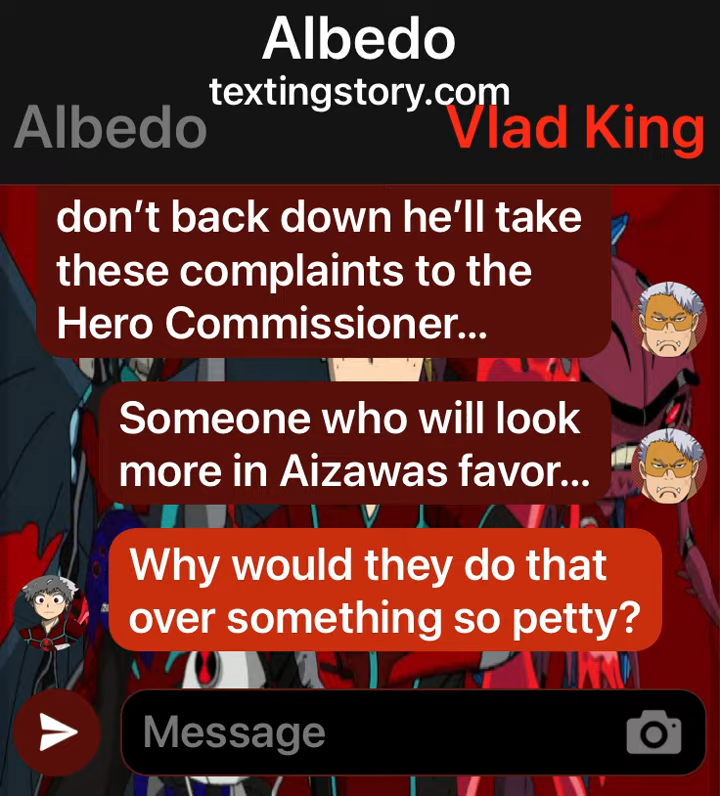 Albedo
textingstory.com
Albedo
Vlad King
don’t back down he’ll take
these complaints to the
Hero Commissioner...
Someone who will look
more in Aizawas favor...
Why would they do that
over something so petty?
Message